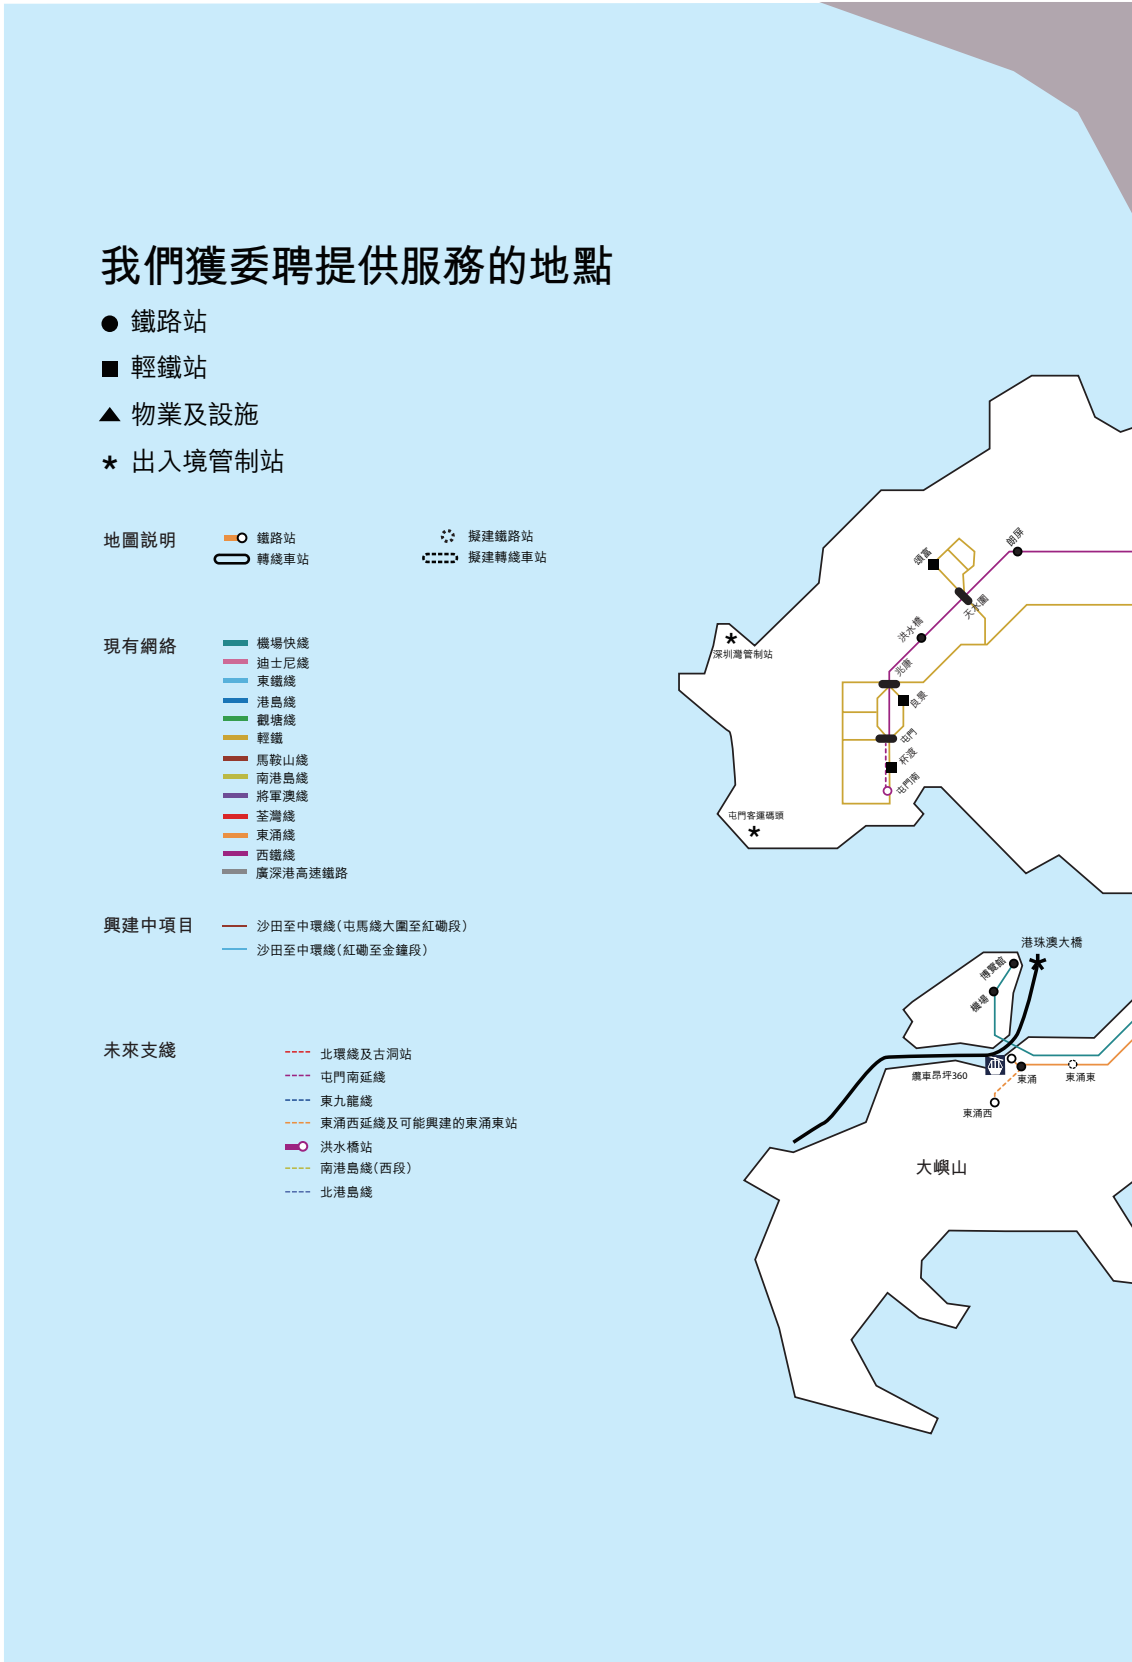 我們獲委聘提供服務的地點
鐵路站
輕鐵站
物業及設施
出入境管制站
地圖説明
鐵路站
擬建鐵路站
轉綫車站
擬建轉綫車站
現有網絡
機場快綫
迪士尼綫
東鐵綫
港島綫
觀塘綫
輕鐵
馬鞍山綫
南港島綫
將軍澳綫
荃灣綫
東涌綫
西鐵綫
廣深港高速鐵路
興建中項目
沙田至中環綫(屯馬綫大圍至紅磡段)
沙田至中環綫(紅磡至金鐘段)
未來支綫
北環綫及古洞站
屯門南延綫
東九龍綫
東涌西延綫及可能興建的東涌東站
洪水橋站
南港島綫(西段)
北港島綫
朗屏
頌富
天水圍
洪水橋
深圳灣管制站
兆康
良景
屯門
杯渡
屯門南
屯門客運碼頭
港珠澳大橋
博覽館
機場
纜車昂坪360
東涌
東涌東
東涌西
大嶼山